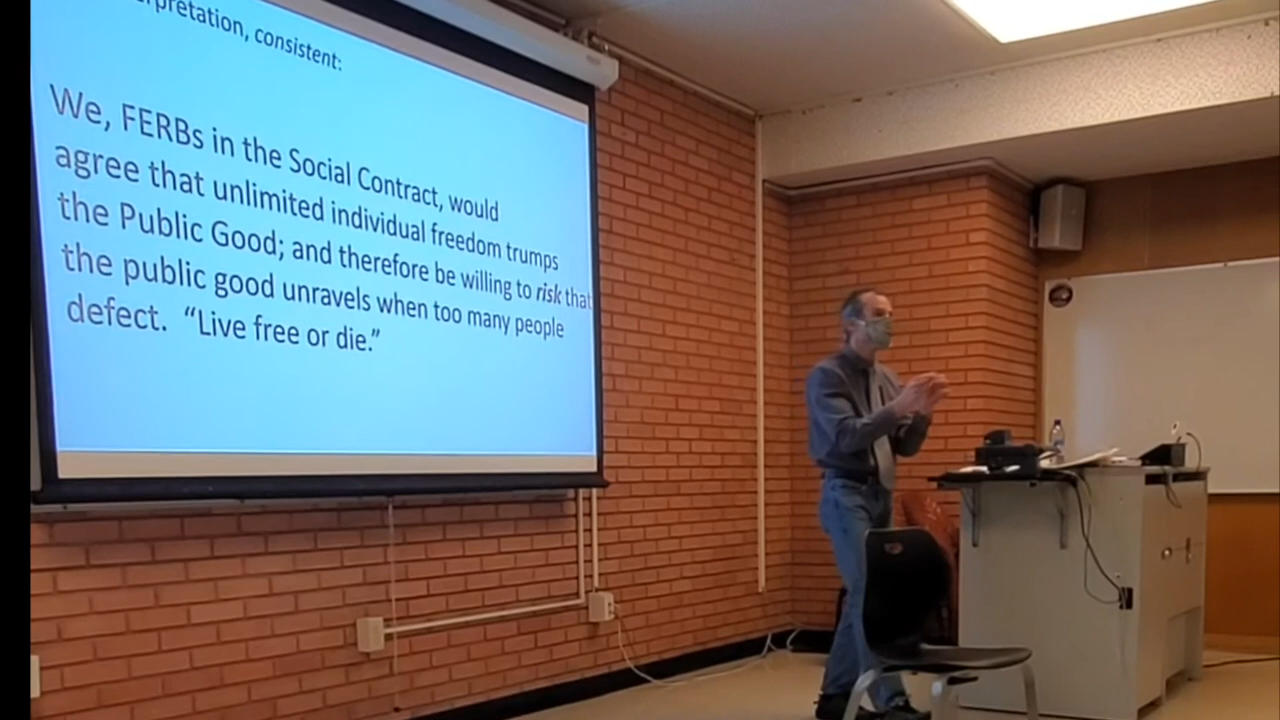 rpretation, consistent:
We, FERBs in the Social Contract, would
agree that unlimited individual freedom trumps
the Public Good; and therefore be willing to risk that
the public good unravels when too many people
defect. “Live free or die.”